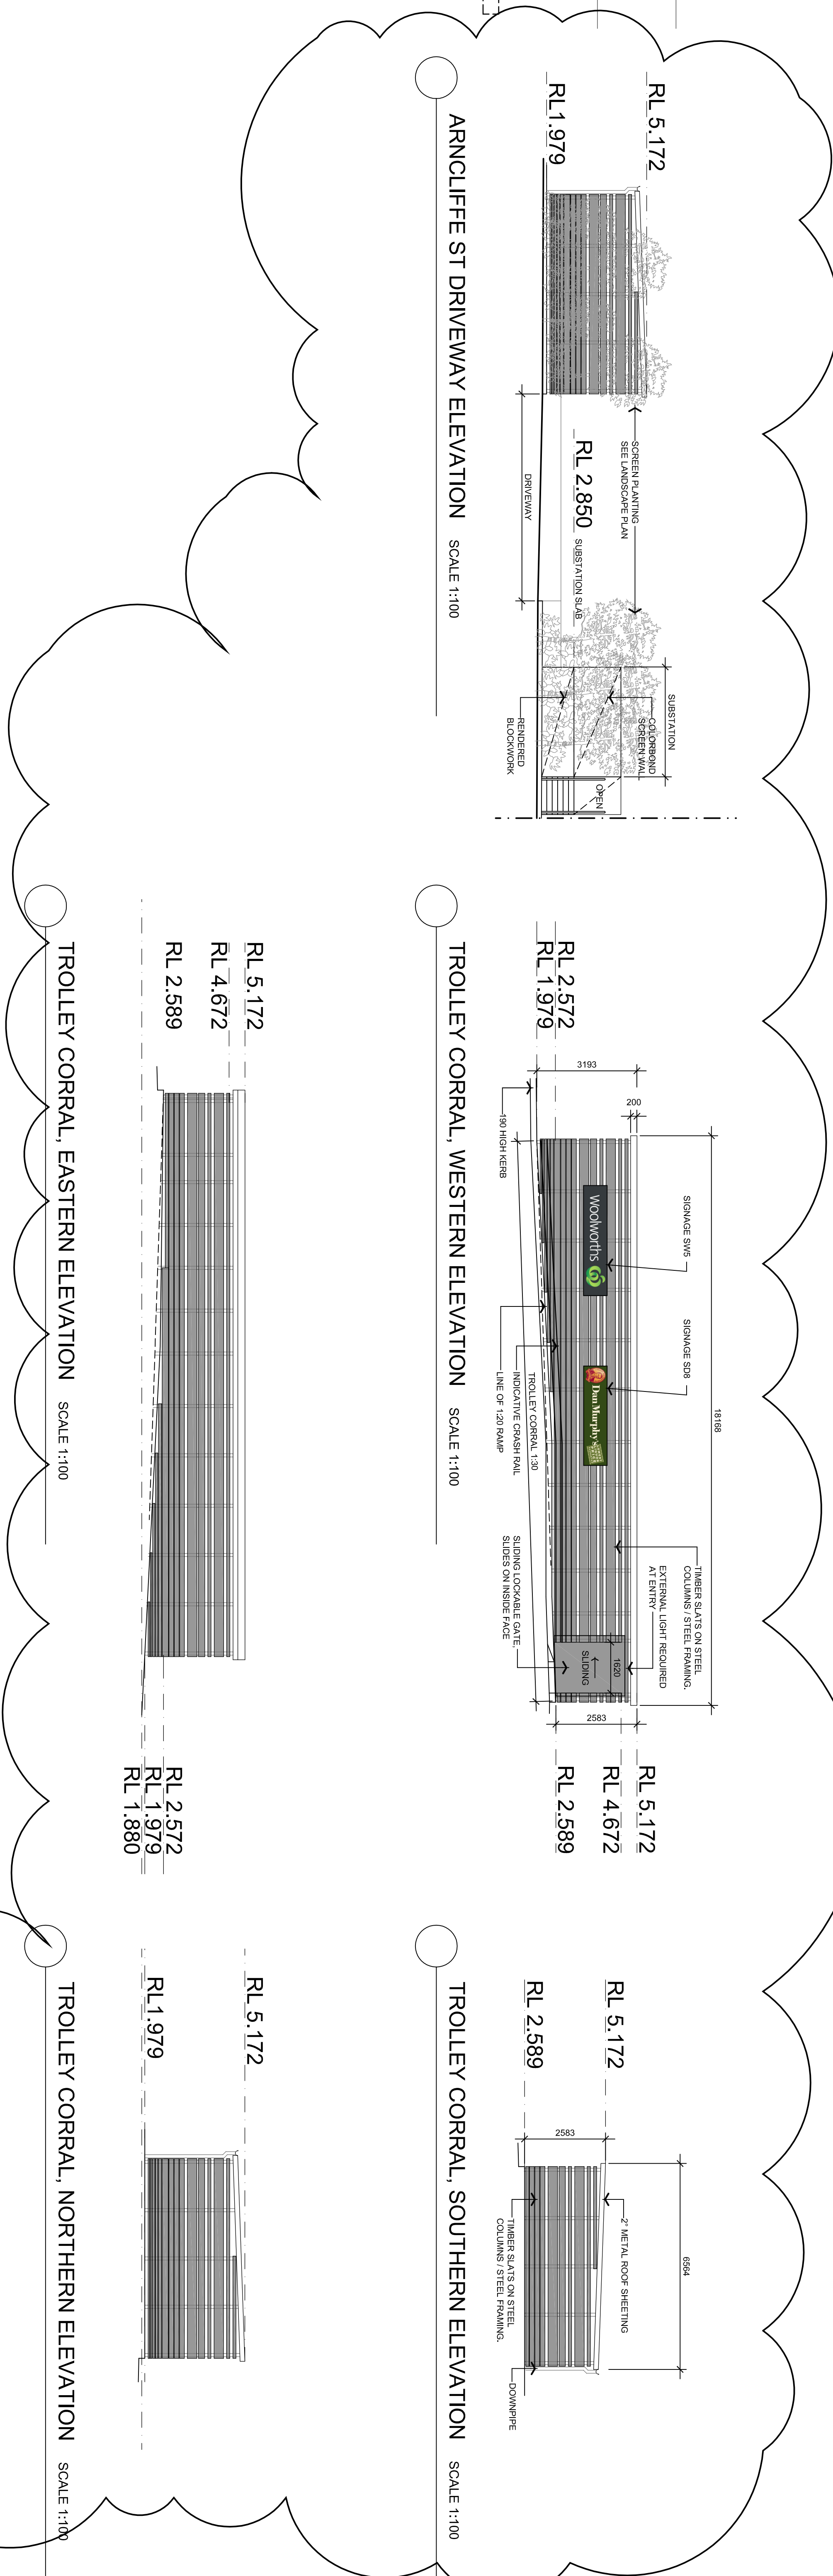 RL 5.172
RL1.979
SCREEN PLANTING
SEE LANDSCAPE PLAN
RL 2.850 SUBSTATION SLAB
DRIVEWAY
SUBSTATION
COLORBOND
SCREEN WAL
RENDERED
BLOCKWORK
OPEN
ARNCLIFFE ST DRIVEWAY ELEVATION SCALE 1:100
18168
SIGNAGE SW5
SIGNAGE SD8
TIMBER SLATS ON STEEL
COLUMNS / STEEL FRAMING.
EXTERNAL LIGHT REQUIRED
AT ENTRY
200
3193
Woolworths
Dan Murphy's
1620
SLIDING
2583
RL 5.172
RL 4.672
RL 2.589
RL 2.572
RL 1.979
190 HIGH KERB
TROLLEY CORRAL 1:30
INDICATIVE CRASH RAIL
LINE OF 1:20 RAMP
SLIDING LOCKABLE GATE,
SLIDES ON INSIDE FACE
TROLLEY CORRAL, WESTERN ELEVATION SCALE 1:100
6564
2° METAL ROOF SHEETING
2583
RL 5.172
RL 2.589
TIMBER SLATS ON STEEL
COLUMNS / STEEL FRAMING.
DOWNPIPE
TROLLEY CORRAL, SOUTHERN ELEVATION SCALE 1:100
RL 5.172
RL 4.672
RL 2.589
RL 2.572
RL 1.979
RL 1.880
TROLLEY CORRAL, EASTERN ELEVATION SCALE 1:100
RL 5.172
RL1.979
TROLLEY CORRAL, NORTHERN ELEVATION SCALE 1:100